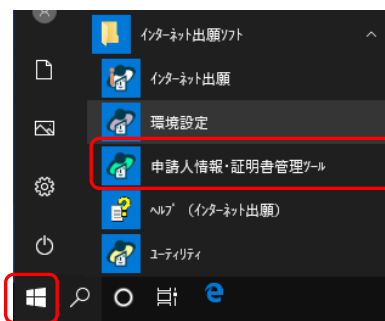 インターネット出願ソフト
インターネット出願
環境設定
申請人情報・証明書管理ツール
ヘルプ (インターネット出願)
ユーティリティ